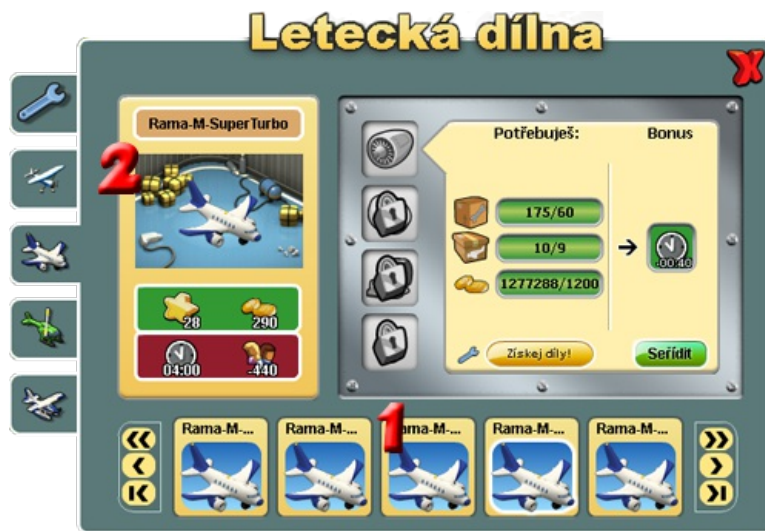 Letecká dílna
X
Rama-M-SuperTurbo
2
28
290
04:00
-440
Potřebuješ:
Bonus
175/60
10/9
1277288/1200
-00:40
Získej díly!
Seřídit
1
Rama-M-...
Rama-M-...
Rama-M-...
Rama-M-...
Rama-M-...